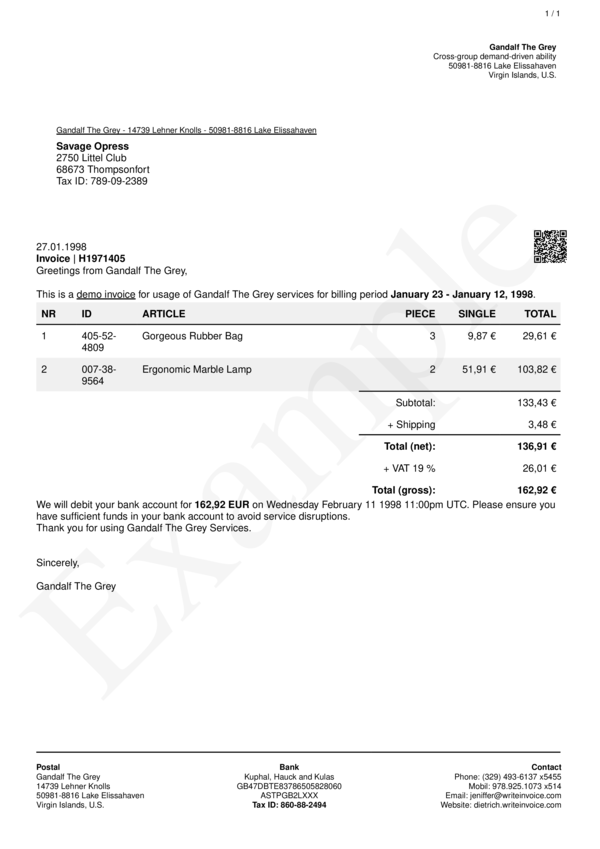 1 / 1
Gandalf The Grey
Cross-group demand-driven ability
50981-8816 Lake Elissahaven
Virgin Islands, U.S.
Gandalf The Grey - 14739 Lehner Knolls - 50981-8816 Lake Elissahaven
Savage Opress
2750 Littel Club
68673 Thompsonfort
Tax ID: 789-09-2389
27.01.1998
Invoice | H1971405
Greetings from Gandalf The Grey,
This is a demo invoice for usage of Gandalf The Grey services for billing period January 23 - January 12, 1998.
NR ID ARTICLE PIECE SINGLE TOTAL
1 405-52- Gorgeous Rubber Bag 3 9,87 € 29,61 €
4809
2 007-38- Ergonomic Marble Lamp 2 51,91 € 103,82 €
9564
Subtotal: 133,43 €
+ Shipping 3,48 €
Total (net): 136,91 €
+ VAT 19 % 26,01 €
Total (gross): 162,92 €
We will debit your bank account for 162,92 EUR on Wednesday February 11 1998 11:00pm UTC. Please ensure you
have sufficient funds in your bank account to avoid service disruptions.
Thank you for using Gandalf The Grey Services.
Sincerely,
Gandalf The Grey
Example
Postal
Gandalf The Grey
14739 Lehner Knolls
50981-8816 Lake Elissahaven
Virgin Islands, U.S.
Bank
Kuphal, Hauck and Kulas
GB47DBTE83786505828060
ASTPGB2LXXX
Tax ID: 860-88-2494
Contact
Phone: (329) 493-6137 x5455
Mobil: 978.925.1073 x514
Email: jeniffer@writeinvoice.com
Website: dietrich.writeinvoice.com